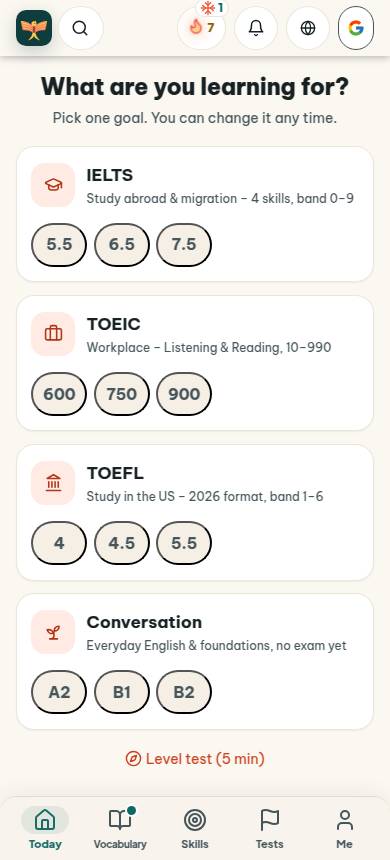 1
7
G
What are you learning for?
Pick one goal. You can change it any time.
IELTS
Study abroad & migration – 4 skills, band 0–9
5.5 6.5 7.5
TOEIC
Workplace – Listening & Reading, 10–990
600 750 900
TOEFL
Study in the US – 2026 format, band 1–6
4 4.5 5.5
Conversation
Everyday English & foundations, no exam yet
A2 B1 B2
Level test (5 min)
Today Vocabulary Skills Tests Me